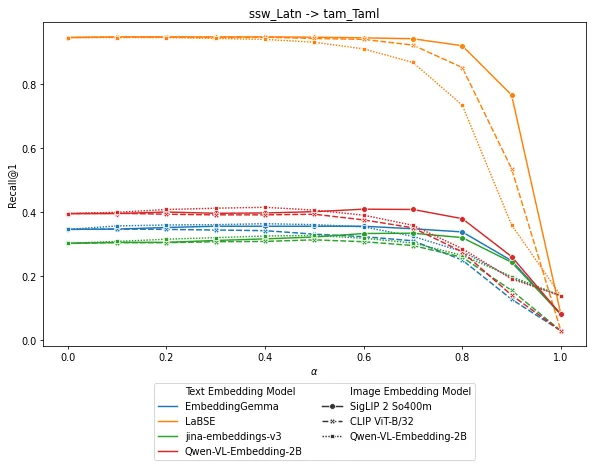 ssw_Latn -> tam_Taml
Recall@1
0.8
0.6
0.4
0.2
0.0
0.0 0.2 0.4 0.6 0.8 1.0
α
Text Embedding Model
EmbeddingGemma
LaBSE
jina-embeddings-v3
Qwen-VL-Embedding-2B
Image Embedding Model
SigLIP 2 So400m
CLIP ViT-B/32
Qwen-VL-Embedding-2B